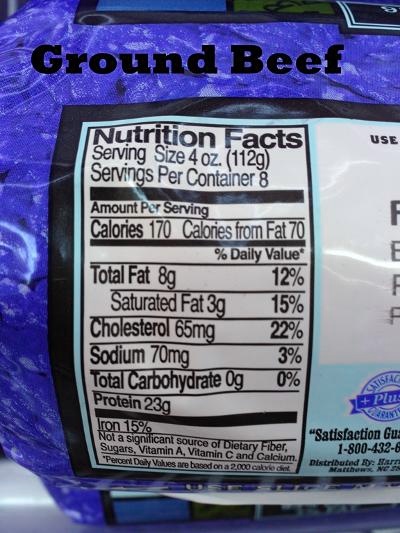 Ground Beef
Nutrition Facts
Serving Size 4 oz. (112g)
Servings Per Container 8
Amount Per Serving
Calories 170 Calories from Fat 70
% Daily Value*
Total Fat 8g 12%
Saturated Fat 3g 15%
Cholesterol 65mg 22%
Sodium 70mg 3%
Total Carbohydrate 0g 0%
Protein 23g
Iron 15%
Not a significant source of Dietary Fiber,
Sugars, Vitamin A, Vitamin C and Calcium.
*Percent Daily Values are based on a 2,000 calorie diet.
USE
+ Plus
"Satisfaction
1-800-432-6
Distributed By:
Matthews, NC